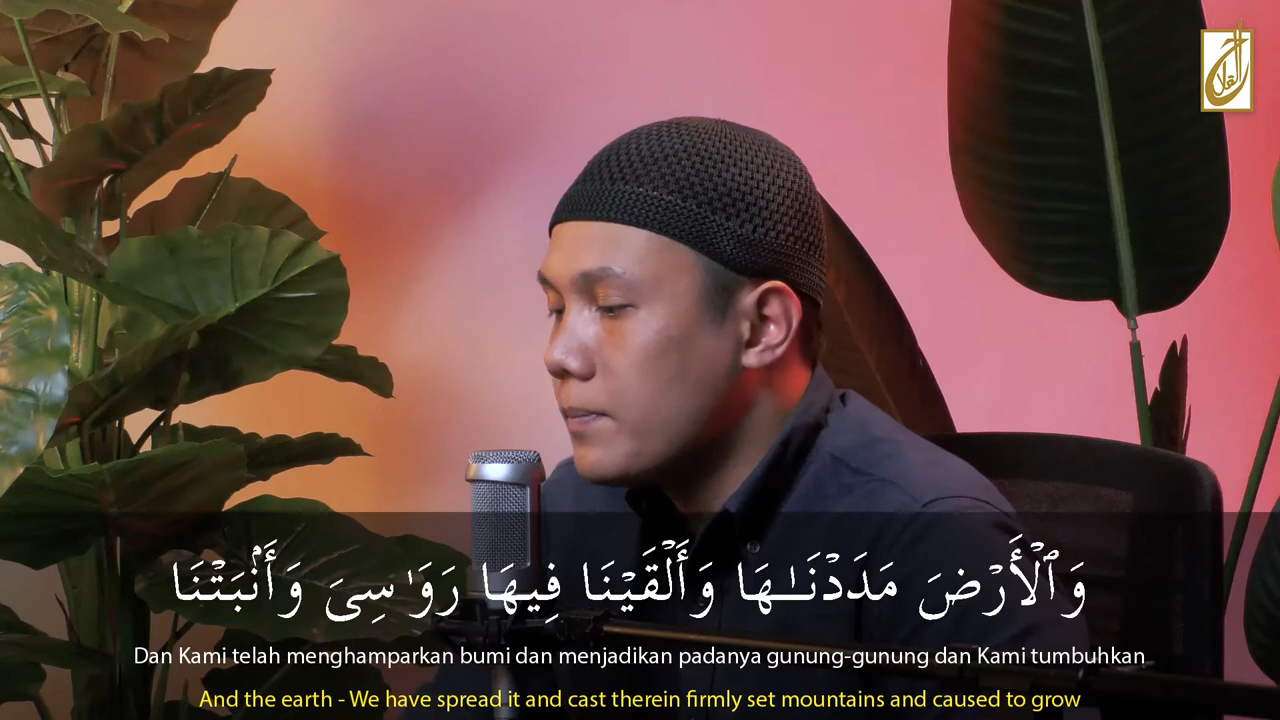 الفلاح
وَٱلْأَرْضَ مَدَدْنَـٰهَا وَأَلْقَيْنَا فِيهَا رَوَٰسِىَ وَأَنۢبَتْنَا
Dan Kami telah menghamparkan bumi dan menjadikan padanya gunung-gunung dan Kami tumbuhkan
And the earth - We have spread it and cast therein firmly set mountains and caused to grow